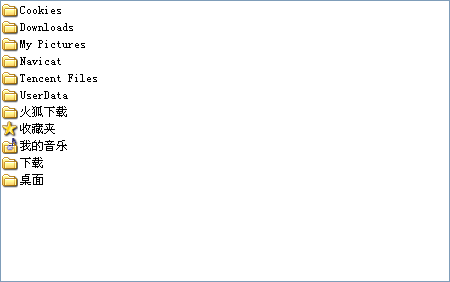 Cookies
Downloads
My Pictures
Navicat
Tencent Files
UserData
火狐下载
收藏夹
我的音乐
下载
桌面